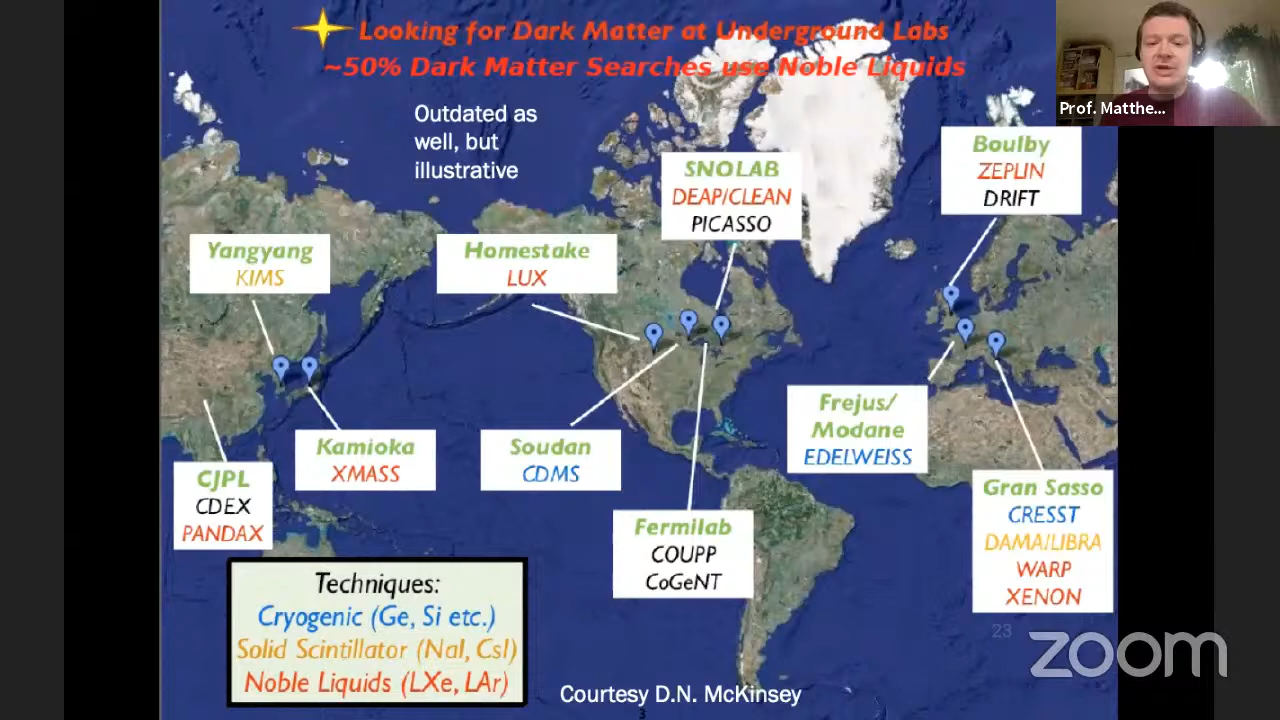 Looking for Dark Matter at Underground Labs
~50% Dark Matter Searches use Noble Liquids
Prof. Matthe...
Outdated as
well, but
illustrative
Boulby
ZEPLIN
DRIFT
SNOLAB
DEAP/CLEAN
PICASSO
Yangyang
KIMS
Homestake
LUX
Frejus/
Modane
EDELWEISS
Kamioka
XMASS
Soudan
CDMS
CJPL
CDEX
PANDAX
Gran Sasso
CRESST
DAMA/LIBRA
WARP
XENON
Fermilab
COUPP
CoGeNT
Techniques:
Cryogenic (Ge, Si etc.)
Solid Scintillator (NaI, CsI)
Noble Liquids (LXe, LAr)
23
zoom
Courtesy D.N. McKinsey
3